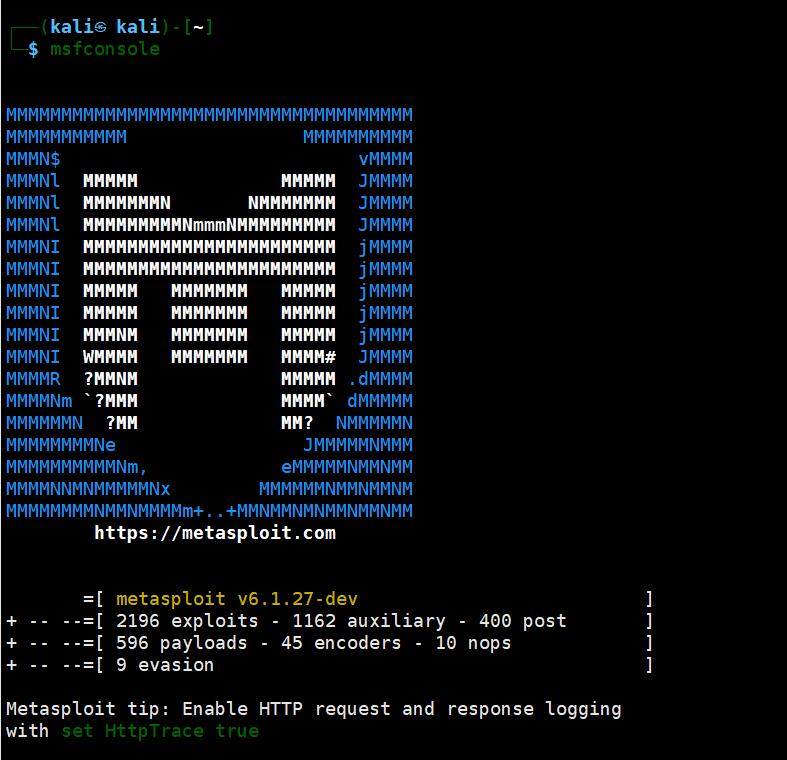 ┌──(kali㉿ kali)-[~]
└─$ msfconsole
MMMMMMMMMMMMMMMMMMMMMMMMMMMMMMMMMMMMM
MMMMMMMMMMM                MMMMMMMMMM
MMMN$                           vMMMM
MMMNl  MMMMM             MMMMM  JMMMM
MMMNl  MMMMMMMN       NMMMMMMM  JMMMM
MMMNl  MMMMMMMMMNmmmNMMMMMMMMM  JMMMM
MMMNI  MMMMMMMMMMMMMMMMMMMMMMM  jMMMM
MMMNI  MMMMMMMMMMMMMMMMMMMMMMM  jMMMM
MMMNI  MMMMM   MMMMMMM   MMMMM  jMMMM
MMMNI  MMMMM   MMMMMMM   MMMMM  jMMMM
MMMNI  MMMNM   MMMMMMM   MMMMM  jMMMM
MMMNI  WMMMM   MMMMMMM   MMMM#  JMMMM
MMMMR  ?MMNM             MMMMM .dMMMM
MMMMNm `?MMM             MMMM` dMMMMM
MMMMMMN  ?MM             MM?  NMMMMMN
MMMMMMMMNe                 JMMMMMNMMM
MMMMMMMMMMNm,            eMMMMMNMMNMM
MMMMNNMNMMMMMNx        MMMMMMNMMNMMNM
MMMMMMMMNMMNMMMMm+..+MMNMMNMNMMNMMNMM
https://metasploit.com
=[ metasploit v6.1.27-dev                          ]
+ -- --=[ 2196 exploits - 1162 auxiliary - 400 post       ]
+ -- --=[ 596 payloads - 45 encoders - 10 nops            ]
+ -- --=[ 9 evasion                                       ]
Metasploit tip: Enable HTTP request and response logging
with set HttpTrace true